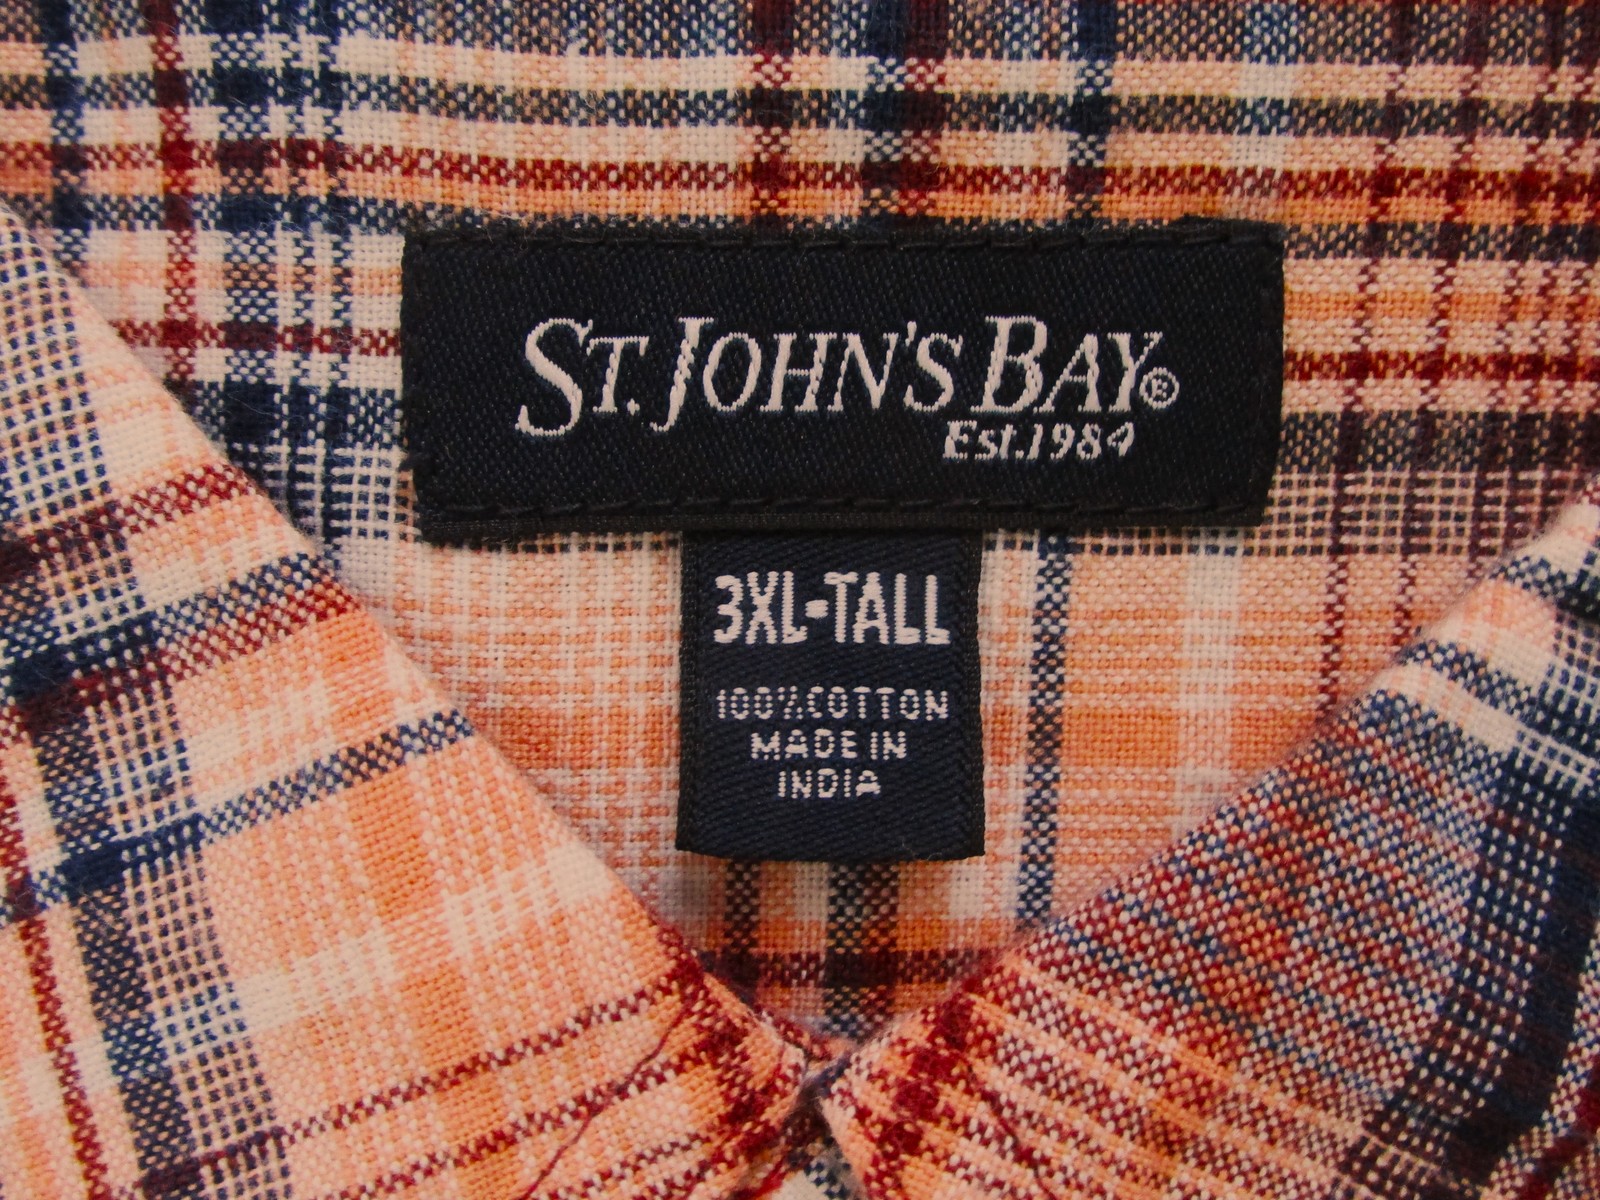 ST. JOHN'S BAY®
Est.1984
3XL-TALL
100% COTTON
MADE IN
INDIA